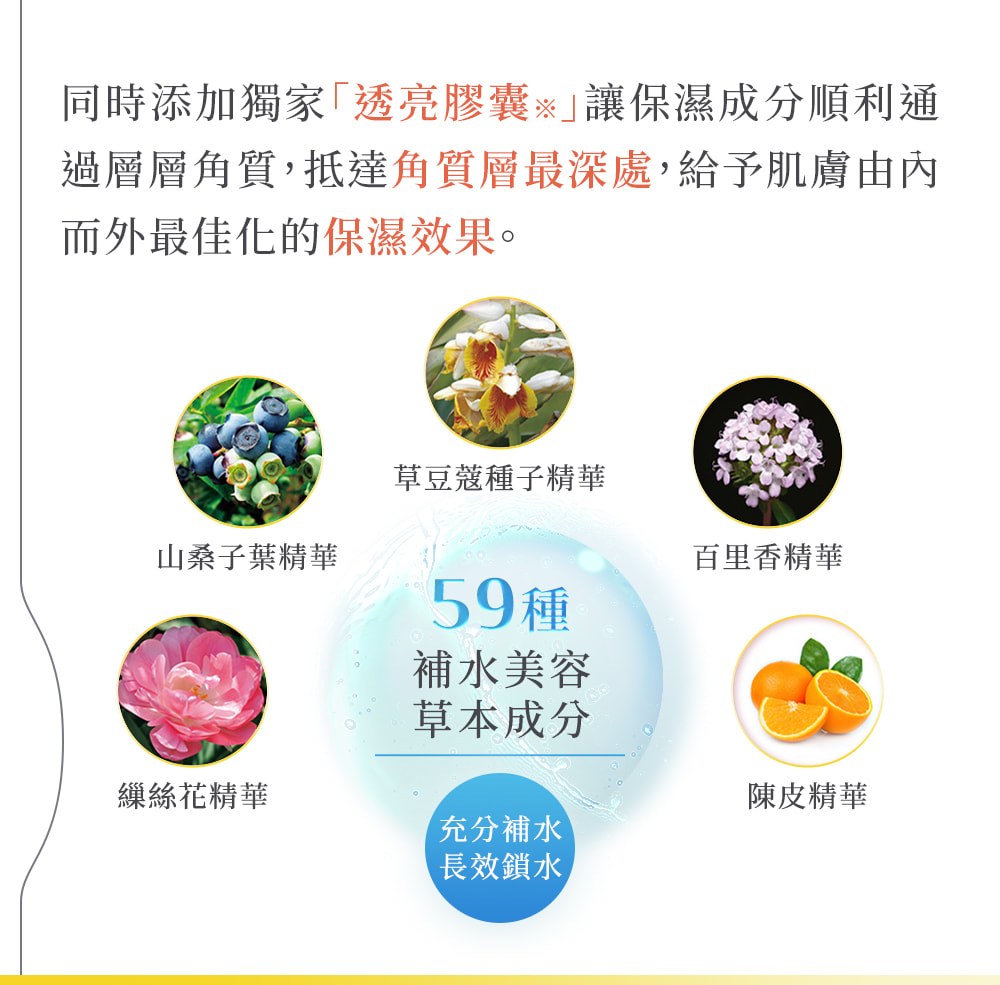 同時添加獨家「透亮膠囊※」讓保濕成分順利通
過層層角質，抵達角質層最深處，給予肌膚由內
而外最佳化的保濕效果。
草豆蔻種子精華
山桑子葉精華
百里香精華
59種
補水美容
草本成分
繅絲花精華
陳皮精華
充分補水
長效鎖水